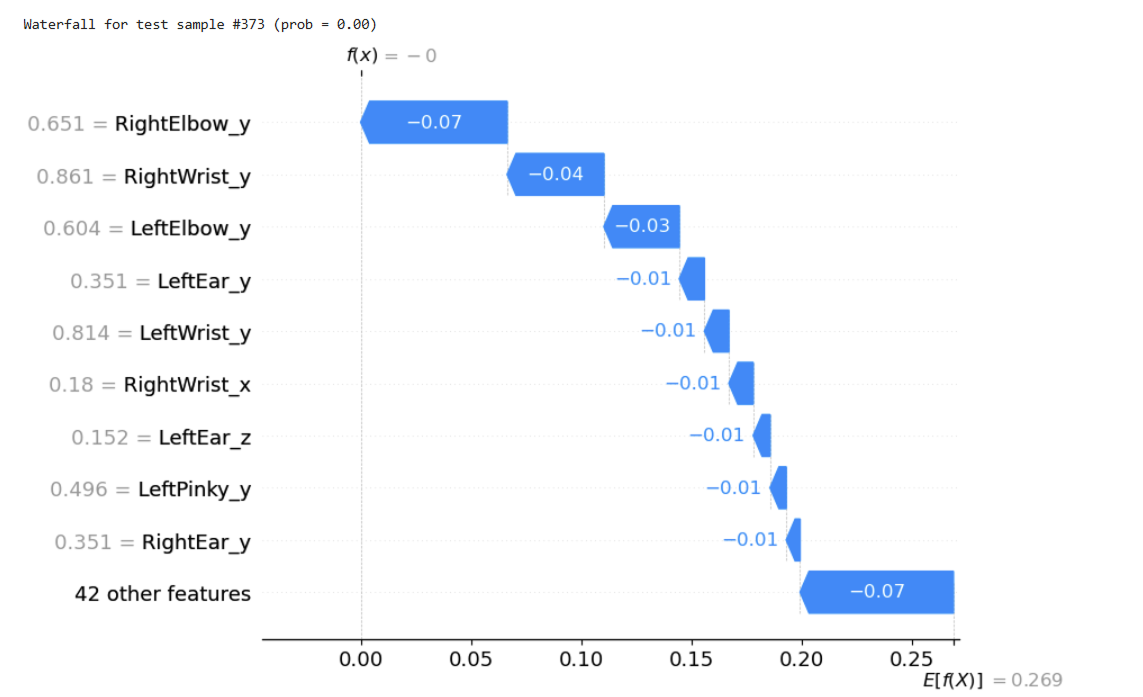 Waterfall for test sample #373 (prob = 0.00)
f(x) = − 0
0.651 = RightElbow_y −0.07
0.861 = RightWrist_y −0.04
0.604 = LeftElbow_y −0.03
0.351 = LeftEar_y −0.01
0.814 = LeftWrist_y −0.01
0.18 = RightWrist_x −0.01
0.152 = LeftEar_z −0.01
0.496 = LeftPinky_y −0.01
0.351 = RightEar_y −0.01
42 other features −0.07
0.00 0.05 0.10 0.15 0.20 0.25
E[f(X)] = 0.269